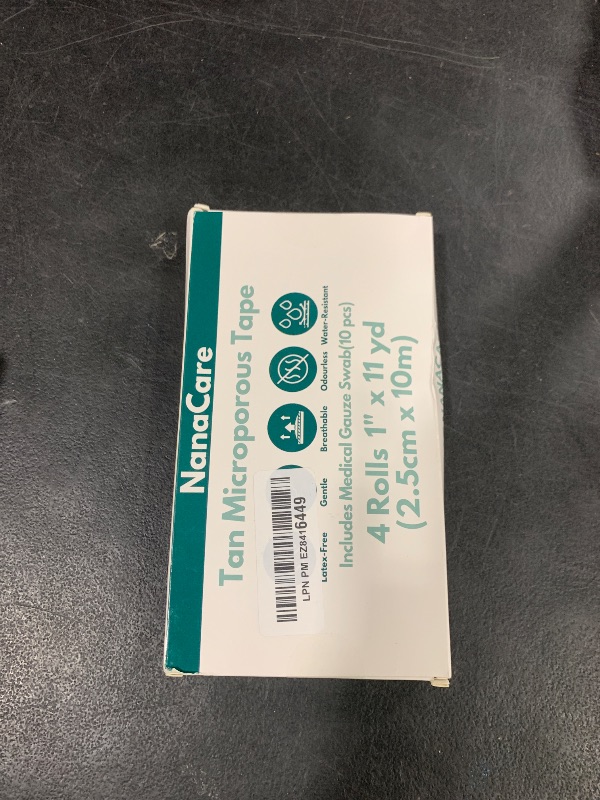 NanaCare
Tan Microporous Tape
Latex-Free Gentle Breathable Odourless Water-Resistant
Includes Medical Gauze Swab(10 pcs)
4 Rolls 1" x 11 yd
(2.5cm x 10m)
LPN PM EZ8416449